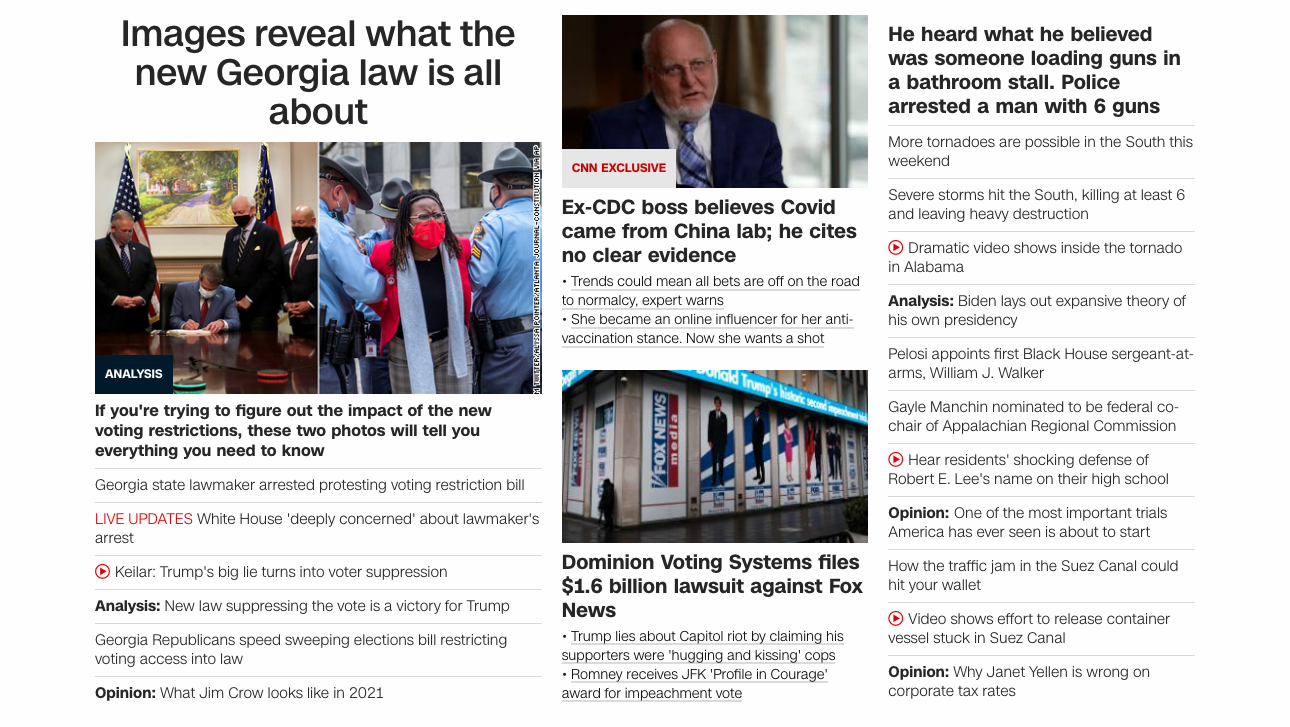 Images reveal what the
new Georgia law is all
about
ANALYSIS
If you're trying to figure out the impact of the new
voting restrictions, these two photos will tell you
everything you need to know
Georgia state lawmaker arrested protesting voting restriction bill
LIVE UPDATES White House 'deeply concerned' about lawmaker's
arrest
Keilar: Trump's big lie turns into voter suppression
Analysis: New law suppressing the vote is a victory for Trump
Georgia Republicans speed sweeping elections bill restricting
voting access into law
Opinion: What Jim Crow looks like in 2021
TWITTER/ALYSSA POINTER/ATLANTA JOURNAL-CONSTITUTION VIA AP
CNN EXCLUSIVE
Ex-CDC boss believes Covid
came from China lab; he cites
no clear evidence
• Trends could mean all bets are off on the road
to normalcy, expert warns
• She became an online influencer for her anti-
vaccination stance. Now she wants a shot
Donald Trump's historic second impeachment
FOX NEWS
media
Dominion Voting Systems files
$1.6 billion lawsuit against Fox
News
• Trump lies about Capitol riot by claiming his
supporters were 'hugging and kissing' cops
• Romney receives JFK 'Profile in Courage'
award for impeachment vote
He heard what he believed
was someone loading guns in
a bathroom stall. Police
arrested a man with 6 guns
More tornadoes are possible in the South this
weekend
Severe storms hit the South, killing at least 6
and leaving heavy destruction
Dramatic video shows inside the tornado
in Alabama
Analysis: Biden lays out expansive theory of
his own presidency
Pelosi appoints first Black House sergeant-at-
arms, William J. Walker
Gayle Manchin nominated to be federal co-
chair of Appalachian Regional Commission
Hear residents' shocking defense of
Robert E. Lee's name on their high school
Opinion: One of the most important trials
America has ever seen is about to start
How the traffic jam in the Suez Canal could
hit your wallet
Video shows effort to release container
vessel stuck in Suez Canal
Opinion: Why Janet Yellen is wrong on
corporate tax rates